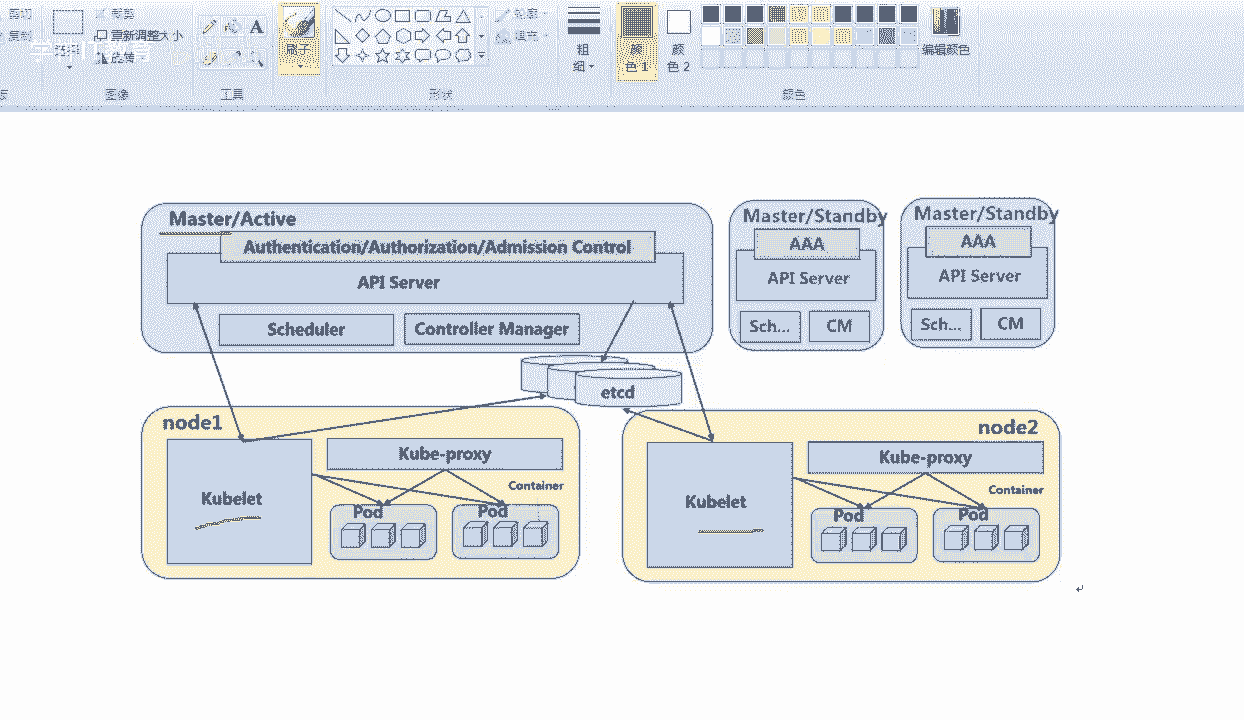 剪切
复制
选择
裁剪
重新调整大小
旋转
图像
A
刷子
工具
轮廓
填充
形状
粗
细
颜
色 1
颜
色 2
颜色
编辑颜色
Master/Active
Authentication/Authorization/Admission Control
API Server
Scheduler
Controller Manager
Master/Standby
AAA
API Server
Sch...
CM
Master/Standby
AAA
API Server
Sch...
CM
etcd
node1
Kubelet
Kube-proxy
Container
Pod
Pod
node2
Kubelet
Kube-proxy
Container
Pod
Pod